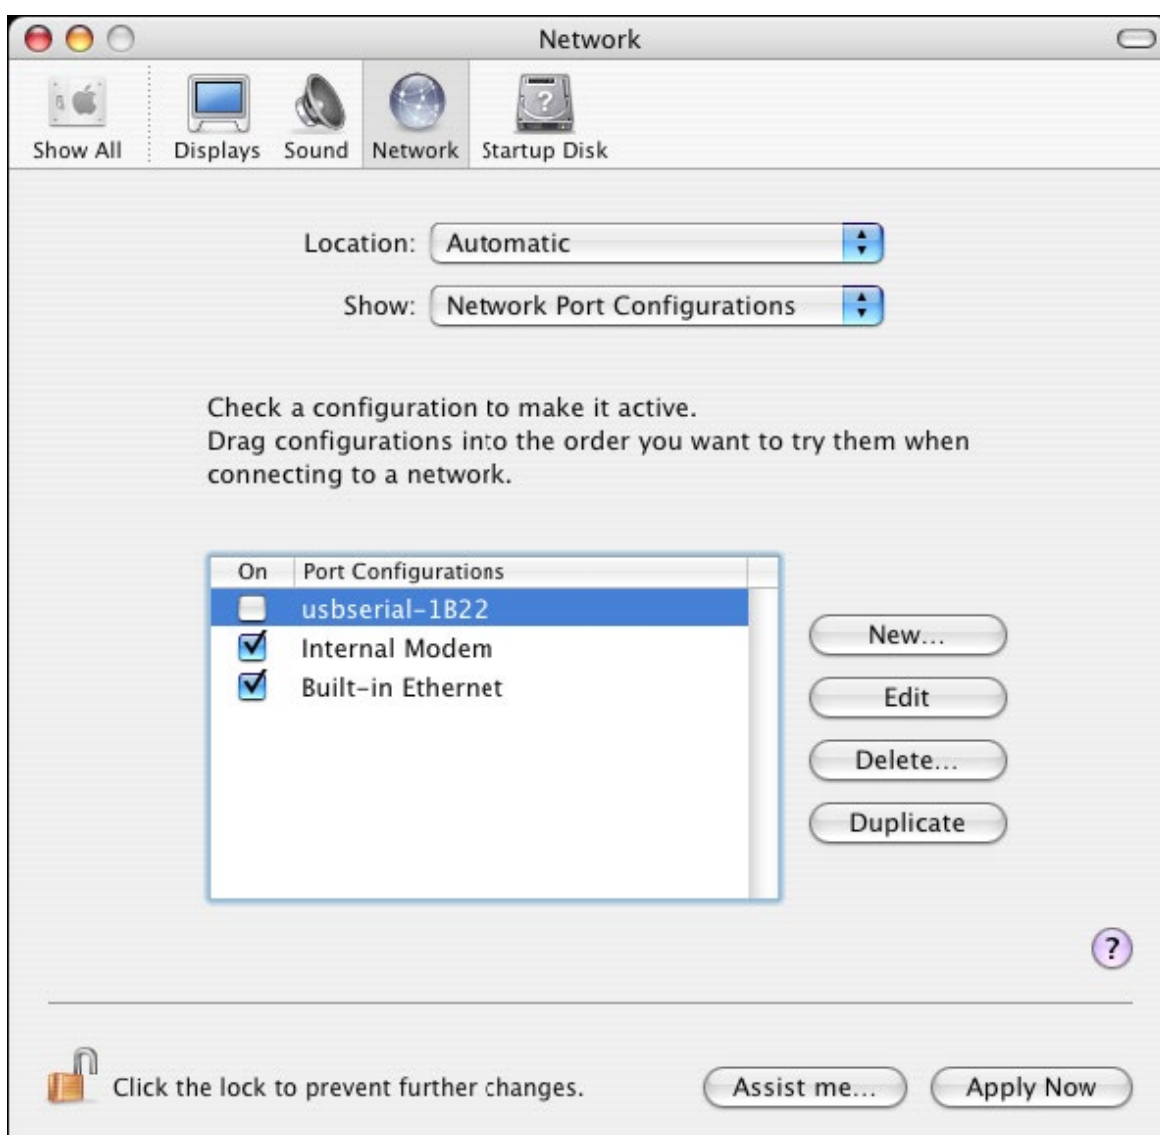 Network
Show All Displays Sound Network Startup Disk
Location: Automatic
Show: Network Port Configurations
Check a configuration to make it active.
Drag configurations into the order you want to try them when
connecting to a network.
On Port Configurations
usbserial-1B22
Internal Modem
Built-in Ethernet
New...
Edit
Delete...
Duplicate
?
Click the lock to prevent further changes.
Assist me...
Apply Now